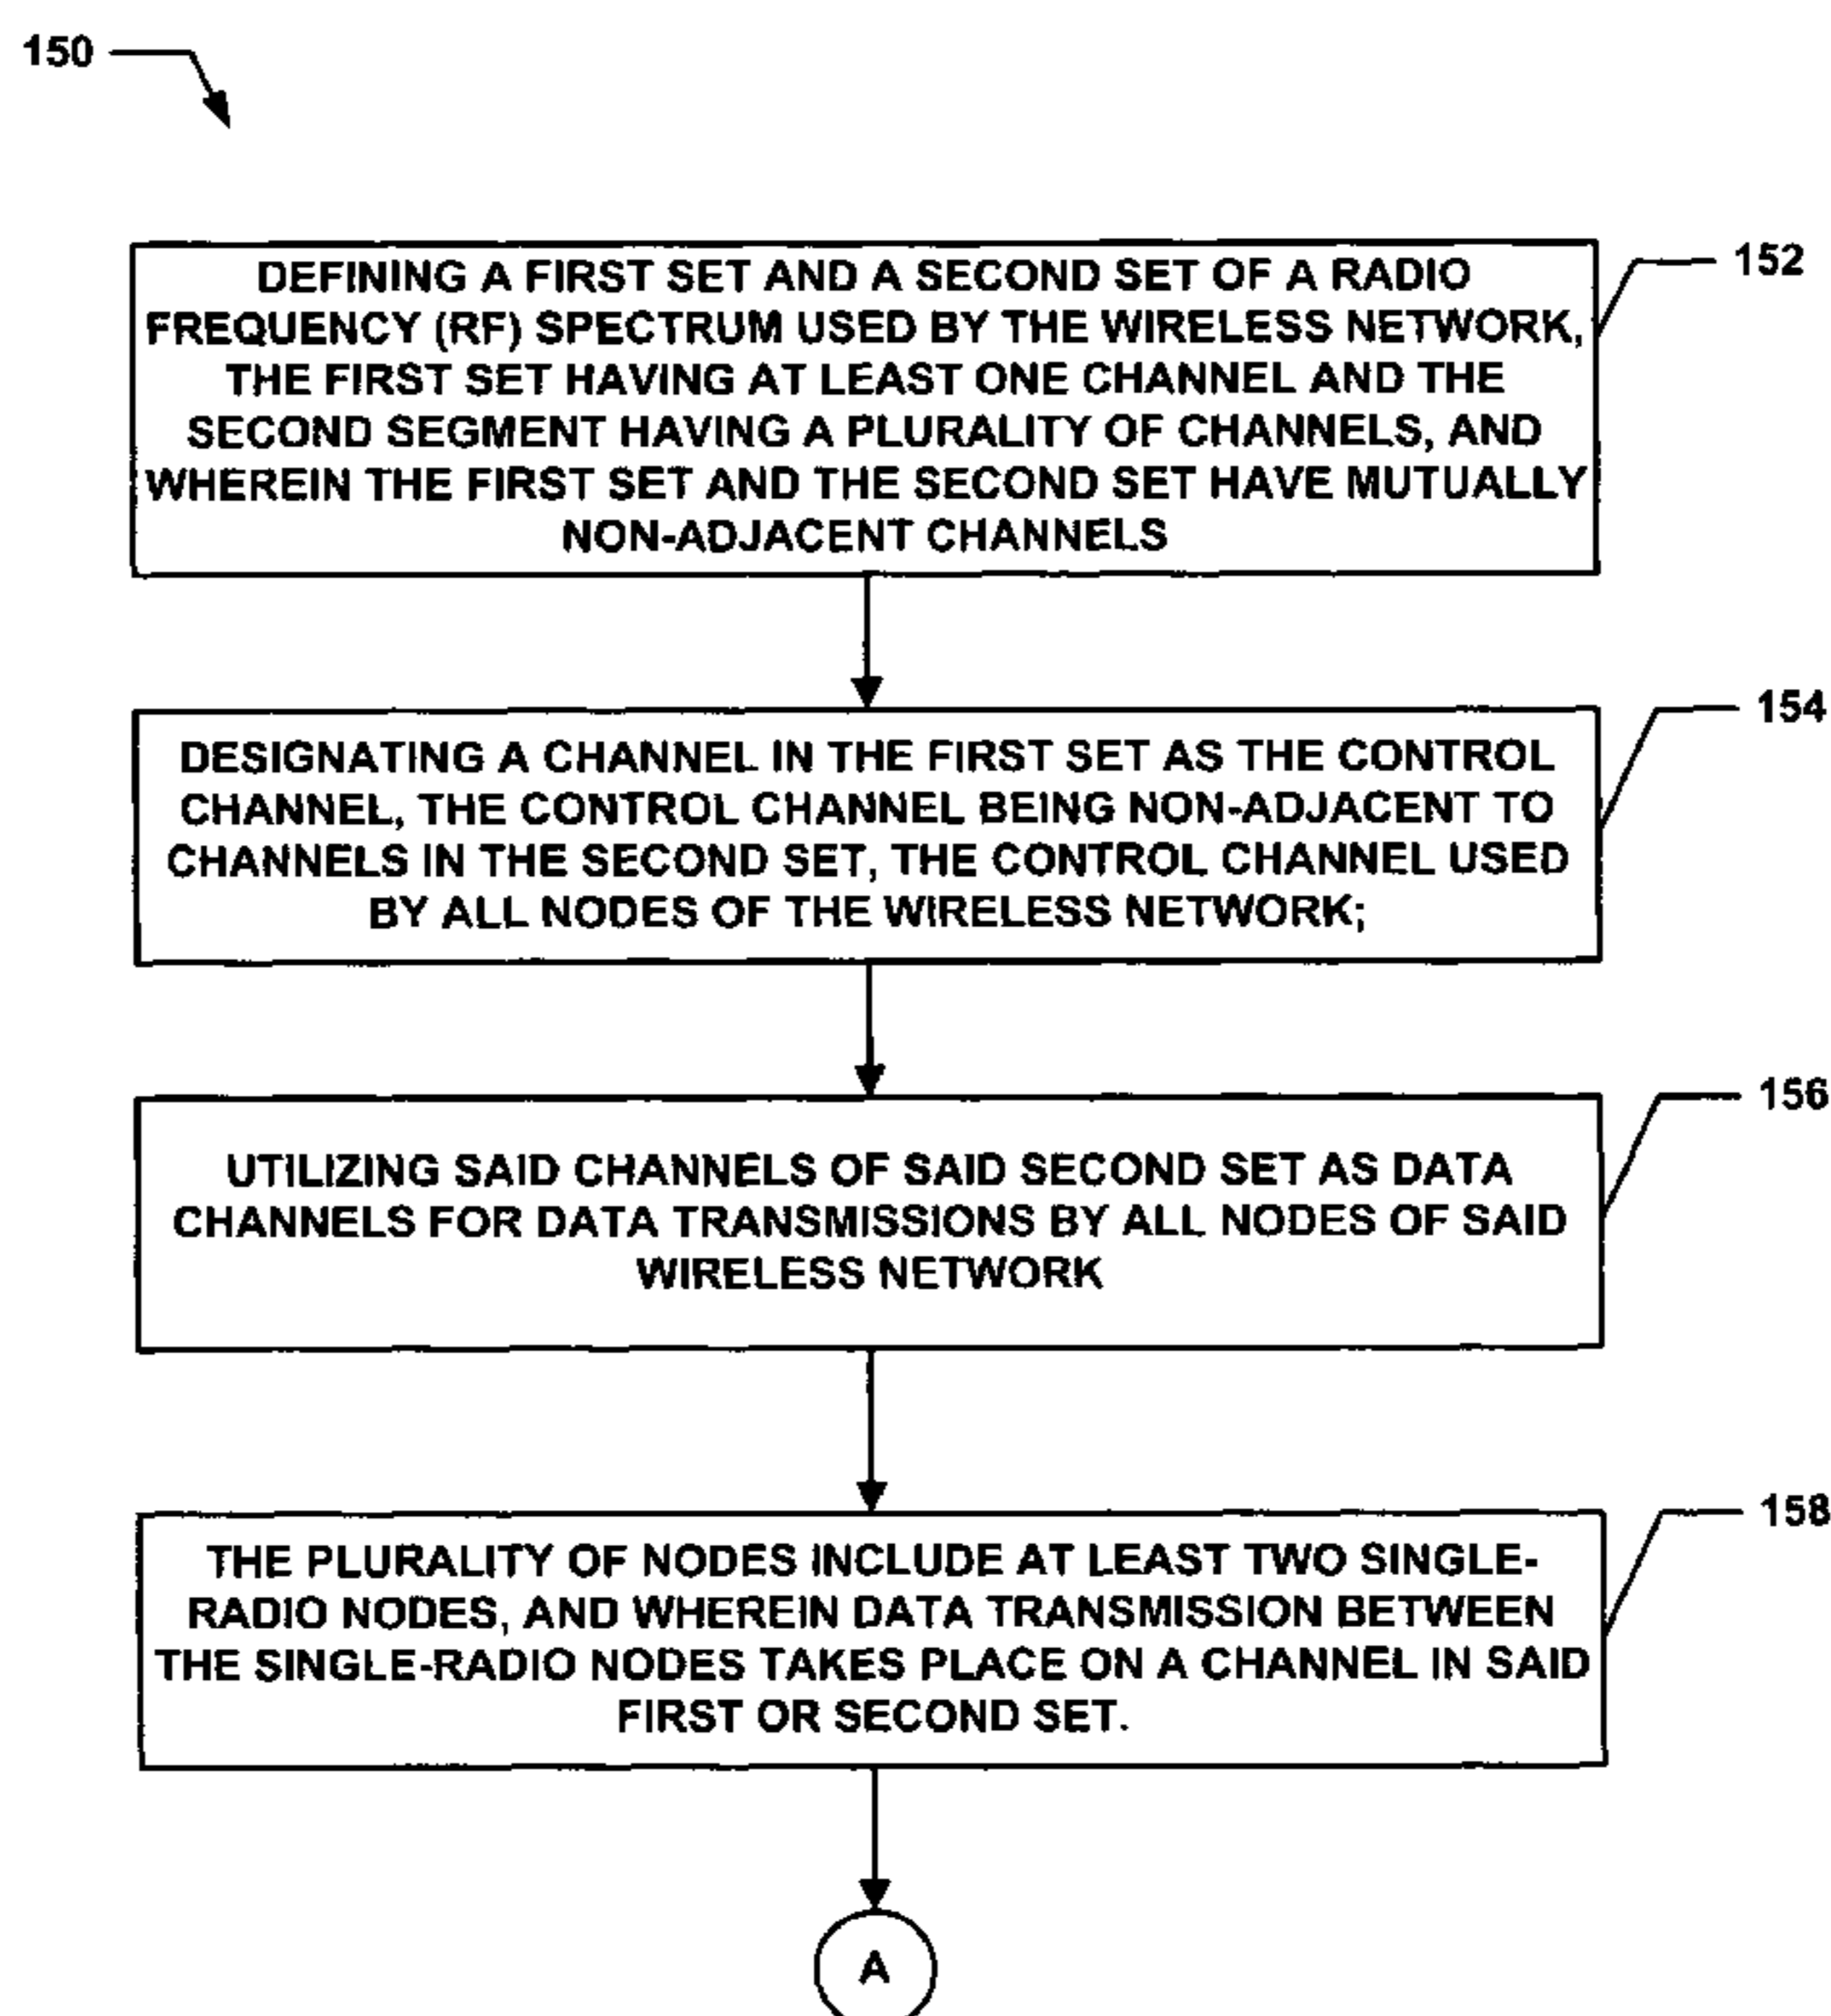 150
DEFINING A FIRST SET AND A SECOND SET OF A RADIO
FREQUENCY (RF) SPECTRUM USED BY THE WIRELESS NETWORK,
THE FIRST SET HAVING AT LEAST ONE CHANNEL AND THE
SECOND SEGMENT HAVING A PLURALITY OF CHANNELS, AND
WHEREIN THE FIRST SET AND THE SECOND SET HAVE MUTUALLY
NON-ADJACENT CHANNELS
152
DESIGNATING A CHANNEL IN THE FIRST SET AS THE CONTROL
CHANNEL, THE CONTROL CHANNEL BEING NON-ADJACENT TO
CHANNELS IN THE SECOND SET, THE CONTROL CHANNEL USED
BY ALL NODES OF THE WIRELESS NETWORK;
154
UTILIZING SAID CHANNELS OF SAID SECOND SET AS DATA
CHANNELS FOR DATA TRANSMISSIONS BY ALL NODES OF SAID
WIRELESS NETWORK
156
THE PLURALITY OF NODES INCLUDE AT LEAST TWO SINGLE-
RADIO NODES, AND WHEREIN DATA TRANSMISSION BETWEEN
THE SINGLE-RADIO NODES TAKES PLACE ON A CHANNEL IN SAID
FIRST OR SECOND SET.
158
A